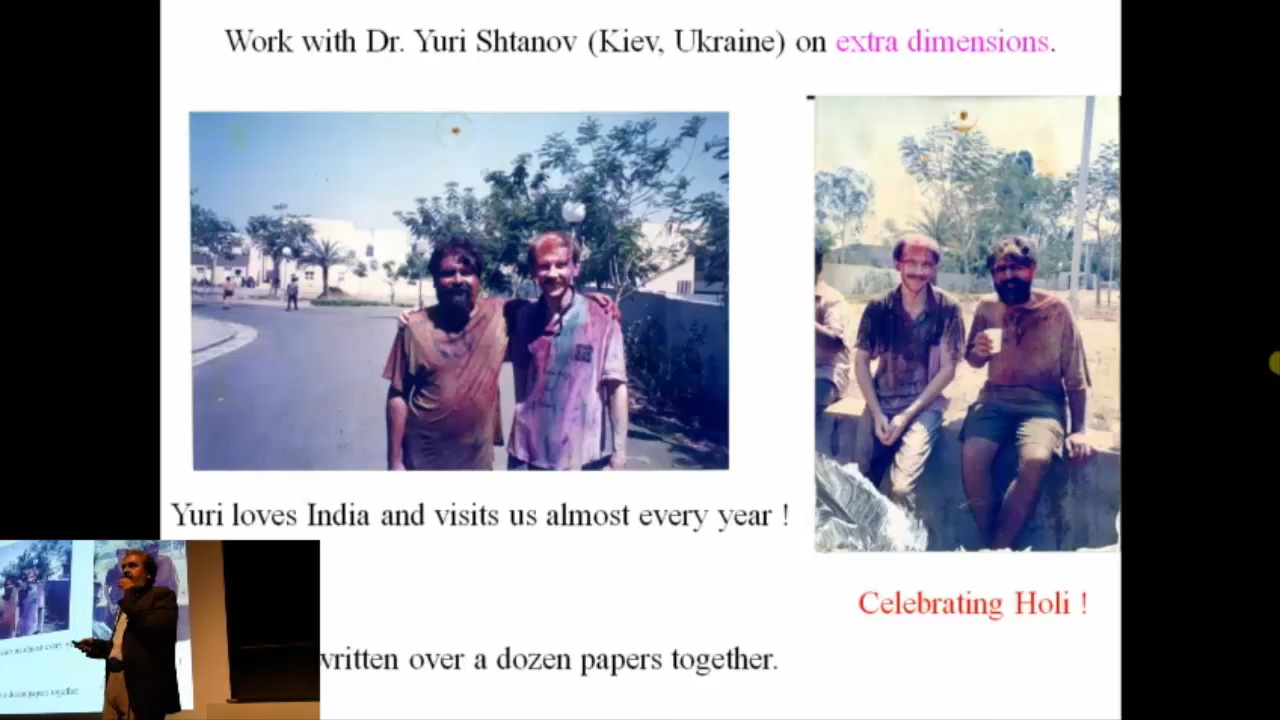 Work with Dr. Yuri Shtanov (Kiev, Ukraine) on extra dimensions.
Yuri loves India and visits us almost every year !
Celebrating Holi !
written over a dozen papers together.